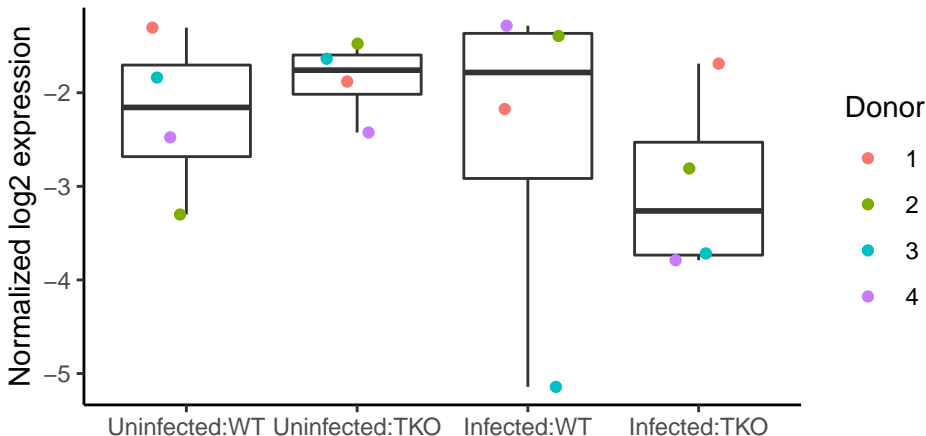 Normalized log2 expression
−2
−3
−4
−5
Uninfected:WT Uninfected:TKO Infected:WT Infected:TKO
Donor
1
2
3
4